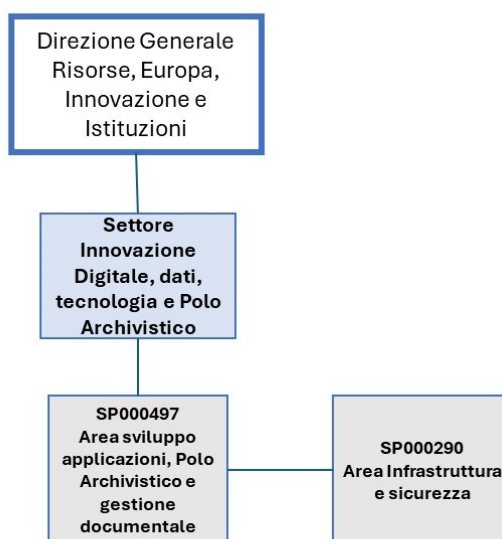 Direzione Generale
Risorse, Europa,
Innovazione e
Istituzioni
Settore
Innovazione
Digitale, dati,
tecnologia e Polo
Archivistico
SP000497
Area sviluppo
applicazioni, Polo
Archivistico e
gestione
documentale
SP000290
Area Infrastruttura
e sicurezza